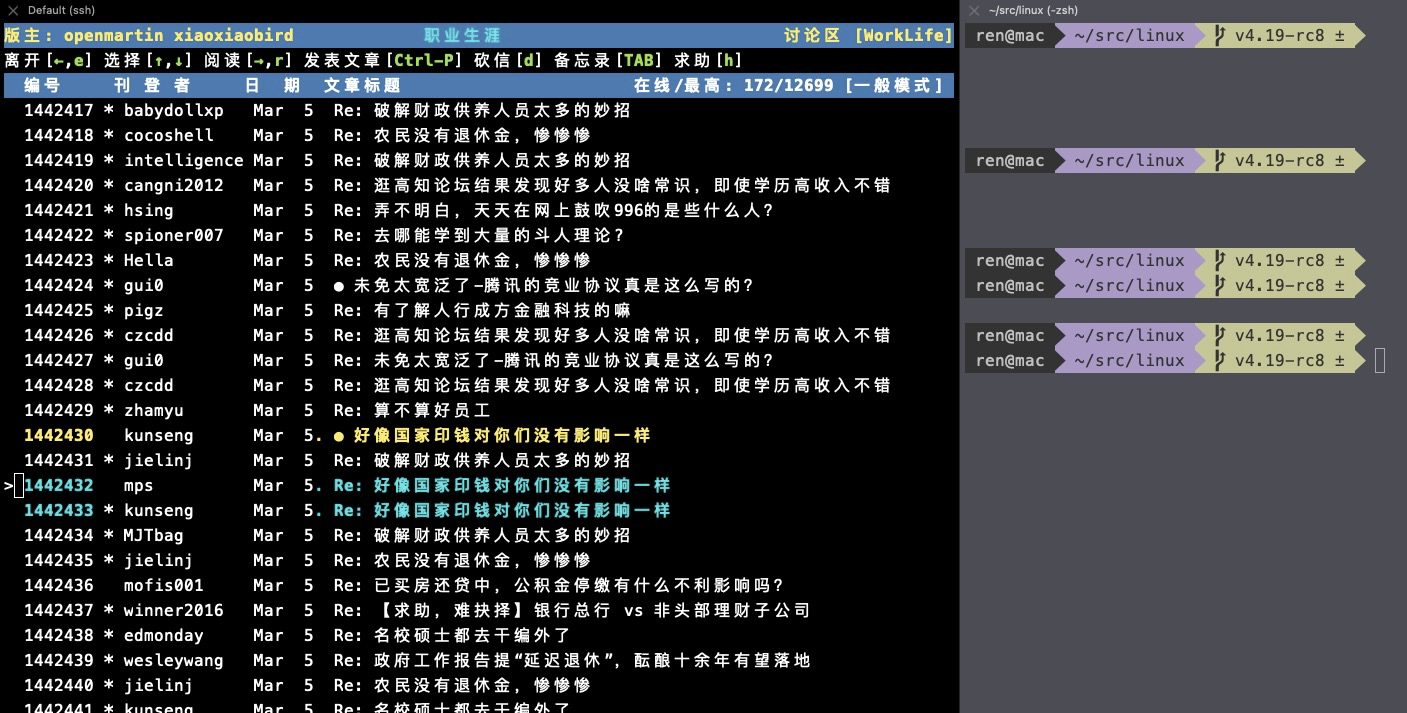 Default (ssh)
版主: openmartin xiaoxiaobird 职业生涯 讨论区 [WorkLife]
离开[←,e] 选择[↑,↓] 阅读[→,r] 发表文章[Ctrl-P] 砍信[d] 备忘录[TAB] 求助[h]
编号 刊 登 者 日 期 文章标题 在线/最高: 172/12699 [一般模式]
1442417 * babydollxp Mar 5 Re: 破解财政供养人员太多的妙招
1442418 * cocoshell Mar 5 Re: 农民没有退休金，惨惨惨
1442419 * intelligence Mar 5 Re: 破解财政供养人员太多的妙招
1442420 * cangni2012 Mar 5 Re: 逛高知论坛结果发现好多人没啥常识，即使学历高收入不错
1442421 * hsing Mar 5 Re: 弄不明白，天天在网上鼓吹996的是些什么人？
1442422 * spioner007 Mar 5 Re: 去哪能学到大量的斗人理论？
1442423 * Hella Mar 5 Re: 农民没有退休金，惨惨惨
1442424 * gui0 Mar 5 ● 未免太宽泛了-腾讯的竞业协议真是这么写的？
1442425 * pigz Mar 5 Re: 有了解人行成方金融科技的嘛
1442426 * czcdd Mar 5 Re: 逛高知论坛结果发现好多人没啥常识，即使学历高收入不错
1442427 * gui0 Mar 5 Re: 未免太宽泛了-腾讯的竞业协议真是这么写的？
1442428 * czcdd Mar 5 Re: 逛高知论坛结果发现好多人没啥常识，即使学历高收入不错
1442429 * zhamyu Mar 5 Re: 算不算好员工
1442430 kunseng Mar 5. ● 好像国家印钱对你们没有影响一样
1442431 * jielinj Mar 5 Re: 破解财政供养人员太多的妙招
> 1442432 mps Mar 5. Re: 好像国家印钱对你们没有影响一样
1442433 * kunseng Mar 5. Re: 好像国家印钱对你们没有影响一样
1442434 * MJTbag Mar 5 Re: 破解财政供养人员太多的妙招
1442435 * jielinj Mar 5 Re: 农民没有退休金，惨惨惨
1442436 mofis001 Mar 5 Re: 已买房还贷中，公积金停缴有什么不利影响吗？
1442437 * winner2016 Mar 5 Re: 【求助，难抉择】银行总行 vs 非头部理财子公司
1442438 * edmonday Mar 5 Re: 名校硕士都去干编外了
1442439 * wesleywang Mar 5 Re: 政府工作报告提“延迟退休”，酝酿十余年有望落地
1442440 * jielinj Mar 5 Re: 农民没有退休金，惨惨惨
1442441 * kunseng Mar 5 Re: 名校硕士都去干编外了
~/src/linux (-zsh)
ren@mac ~/src/linux v4.19-rc8 ±
ren@mac ~/src/linux v4.19-rc8 ±
ren@mac ~/src/linux v4.19-rc8 ±
ren@mac ~/src/linux v4.19-rc8 ±
ren@mac ~/src/linux v4.19-rc8 ±
ren@mac ~/src/linux v4.19-rc8 ±